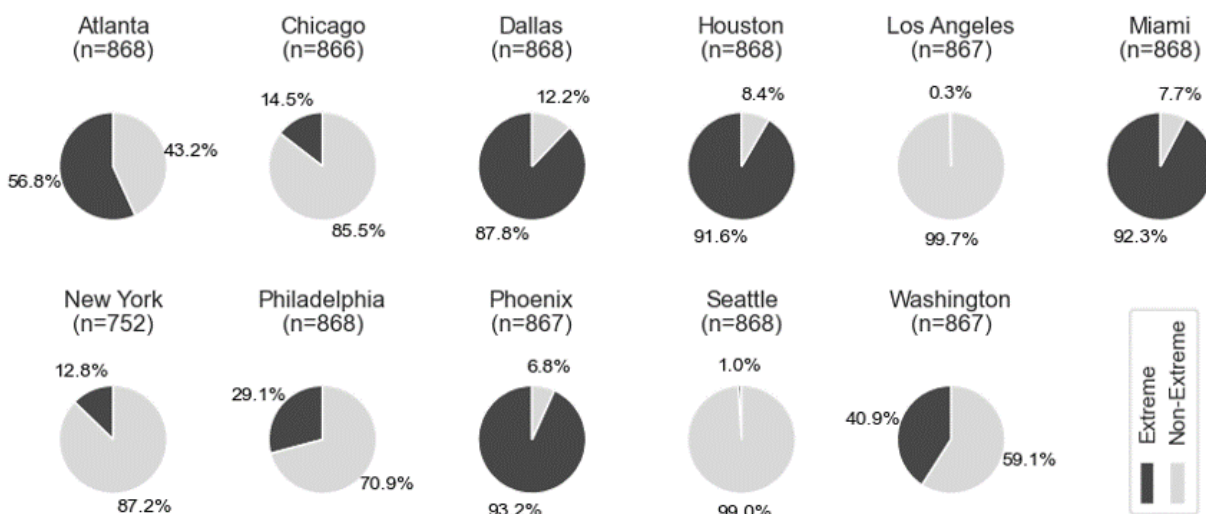 Atlanta
(n=868)
Chicago
(n=866)
Dallas
(n=868)
Houston
(n=868)
Los Angeles
(n=867)
Miami
(n=868)
43.2%
56.8%
14.5%
85.5%
12.2%
87.8%
8.4%
91.6%
0.3%
99.7%
7.7%
92.3%
New York
(n=752)
Philadelphia
(n=868)
Phoenix
(n=867)
Seattle
(n=868)
Washington
(n=867)
12.8%
87.2%
29.1%
70.9%
6.8%
93.2%
1.0%
99.0%
40.9%
59.1%
Extreme
Non-Extreme